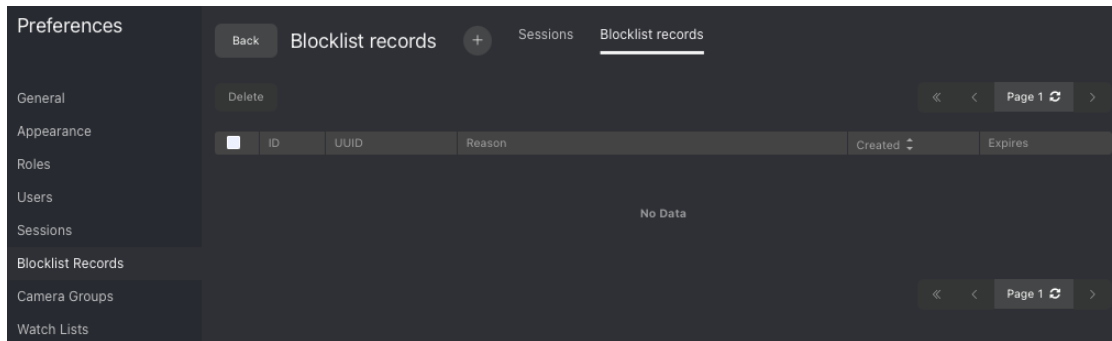 Preferences
Back
Blocklist records
+
Sessions
Blocklist records
General
Appearance
Roles
Users
Sessions
Blocklist Records
Camera Groups
Watch Lists
Delete
« < Page 1 >
ID UUID Reason Created Expires
No Data
« < Page 1 >